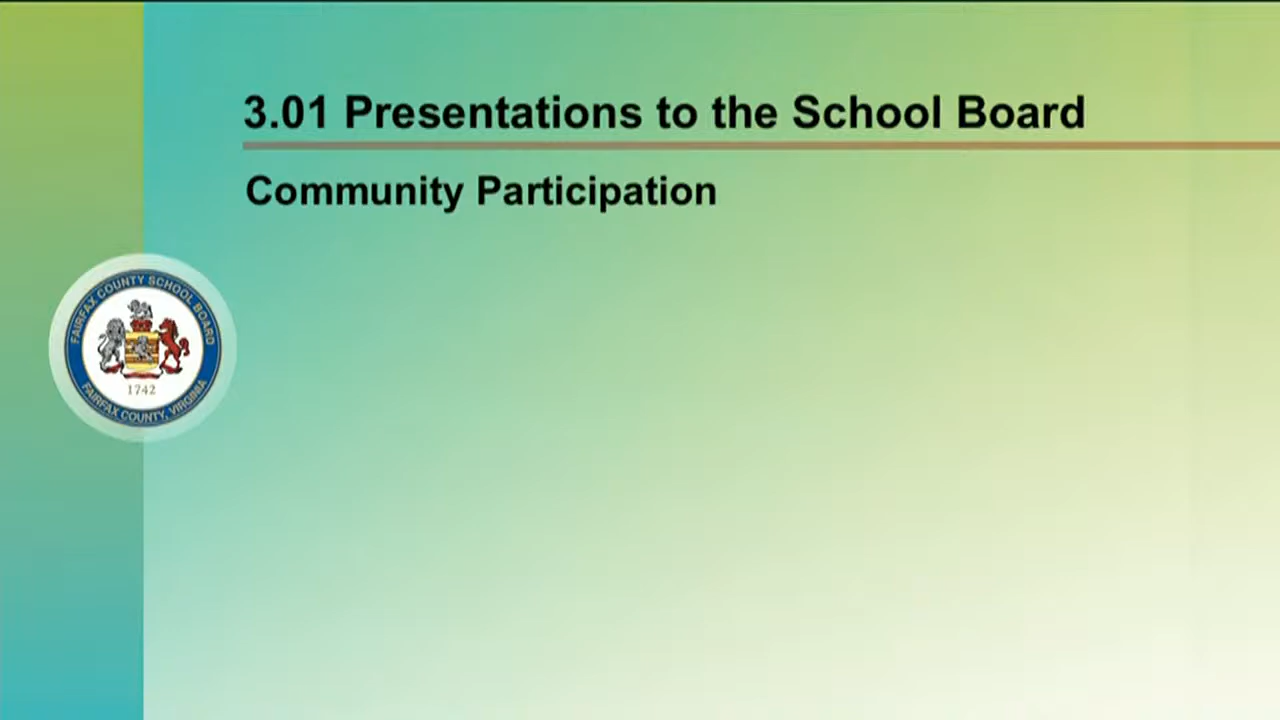 3.01 Presentations to the School Board
Community Participation
FAIRFAX COUNTY SCHOOL BOARD
1742
FAIRFAX COUNTY, VIRGINIA